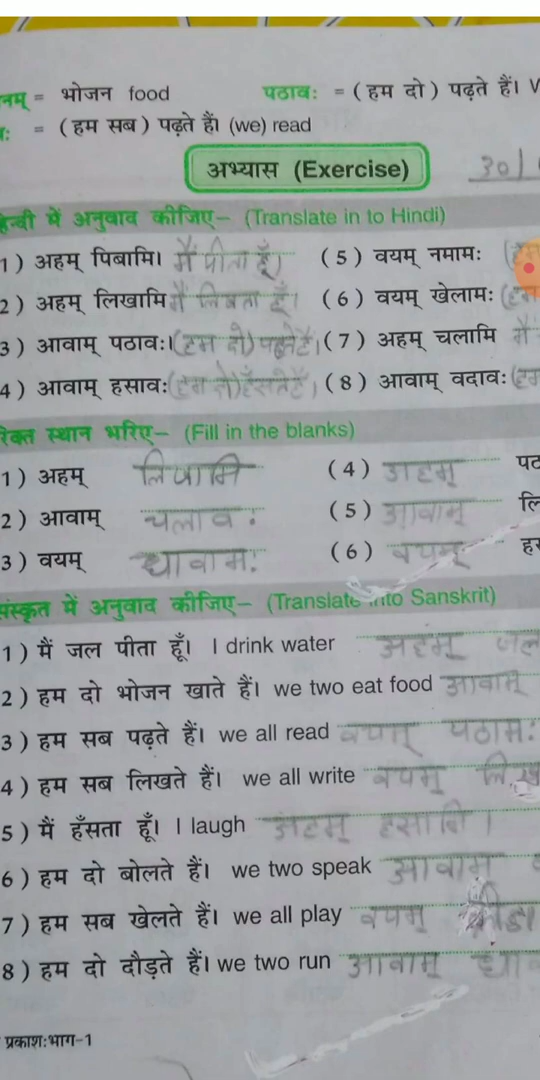 नम् = भोजन food पठावः = ( हम दो ) पढ़ते हैं।
= ( हम सब ) पढ़ते हैं। (we) read
अभ्यास (Exercise) 30
हिन्दी में अनुवाद कीजिए– (Translate in to Hindi)
1 ) अहम् पिबामि। मैं पीता हूँ। ( 5 ) वयम् नमामः
2 ) अहम् लिखामि मैं लिखता हूँ। ( 6 ) वयम् खेलामः
3 ) आवाम् पठावः। (हम दो) पढ़ते हैं। ( 7 ) अहम् चलामि मैं
4 ) आवाम् हसावः (हम दो) हँसते हैं। ( 8 ) आवाम् वदावः
रिक्त स्थान भरिए– (Fill in the blanks)
1 ) अहम् ( 4 ) अहम्
2 ) आवाम् चलावः ( 5 ) आवाम्
3 ) वयम् धावामः ( 6 ) वयम्
संस्कृत में अनुवाद कीजिए– (Translate into Sanskrit)
1 ) मैं जल पीता हूँ। I drink water अहम् जल
2 ) हम दो भोजन खाते हैं। we two eat food आवाम्
3 ) हम सब पढ़ते हैं। we all read वयम् पठामः
4 ) हम सब लिखते हैं। we all write वयम्
5 ) मैं हँसता हूँ। I laugh अहम् हसामि।
6 ) हम दो बोलते हैं। we two speak आवाम
7 ) हम सब खेलते हैं। we all play वयम्
8 ) हम दो दौड़ते हैं। we two run आवाम्
प्रकाश:भाग-1